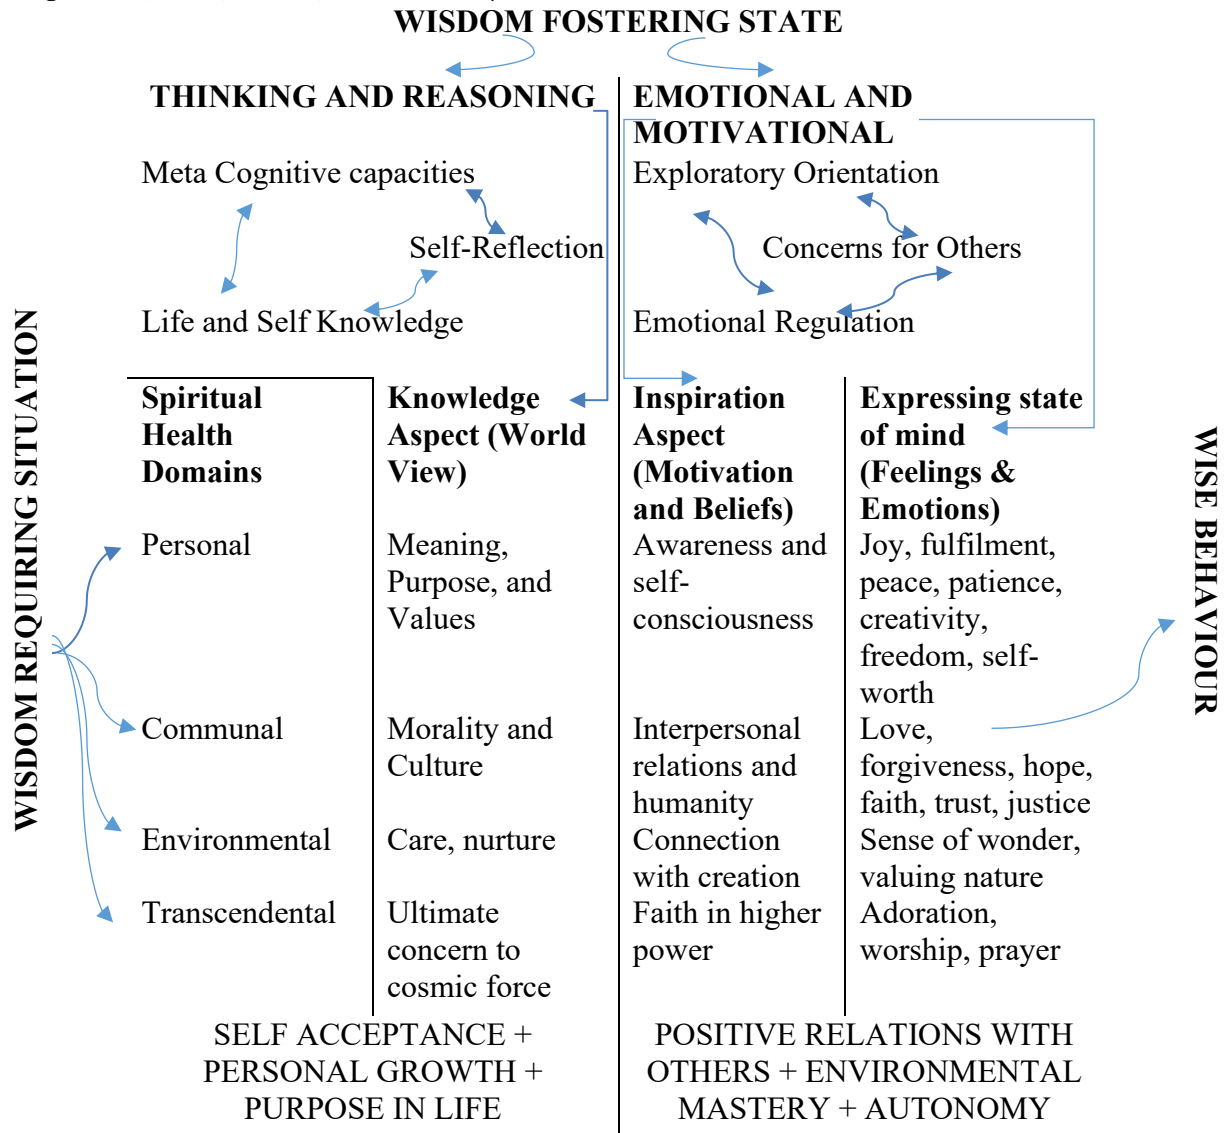 WISDOM FOSTERING STATE
THINKING AND REASONING
EMOTIONAL AND
MOTIVATIONAL
Meta Cognitive capacities
Self-Reflection
Life and Self Knowledge
Exploratory Orientation
Concerns for Others
Emotional Regulation
WISDOM REQUIRING SITUATION
Spiritual
Health
Domains
Knowledge
Aspect (World
View)
Inspiration
Aspect
(Motivation
and Beliefs)
Expressing state
of mind
(Feelings &
Emotions)
Personal
Meaning,
Purpose, and
Values
Awareness and
self-
consciousness
Joy, fulfilment,
peace, patience,
creativity,
freedom, self-
worth
Communal
Morality and
Culture
Interpersonal
relations and
humanity
Love,
forgiveness, hope,
faith, trust, justice
Environmental
Care, nurture
Connection
with creation
Sense of wonder,
valuing nature
Transcendental
Ultimate
concern to
cosmic force
Faith in higher
power
Adoration,
worship, prayer
WISE BEHAVIOUR
SELF ACCEPTANCE +
PERSONAL GROWTH +
PURPOSE IN LIFE
POSITIVE RELATIONS WITH
OTHERS + ENVIRONMENTAL
MASTERY + AUTONOMY